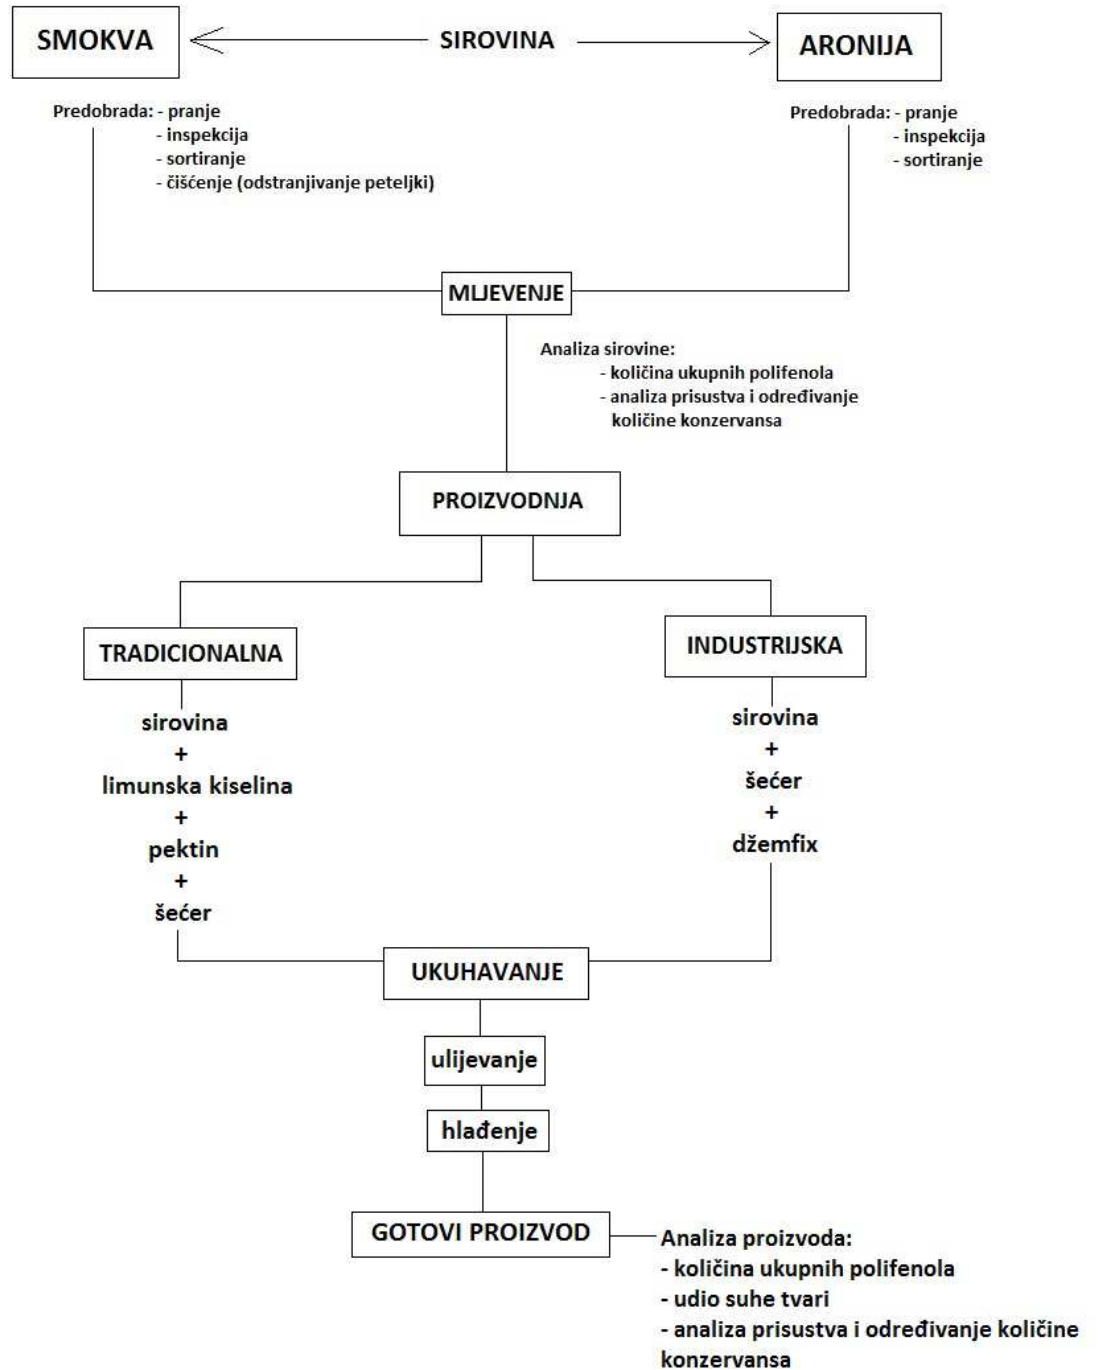 SMOKVA
SIROVINA
ARONIJA
Predobrada: - pranje
- inspekcija
- sortiranje
- čišćenje (odstranjivanje peteljki)
Predobrada: - pranje
- inspekcija
- sortiranje
MLJEVENJE
Analiza sirovine:
- količina ukupnih polifenola
- analiza prisustva i određivanje
količine konzervansa
PROIZVODNJA
TRADICIONALNA
sirovina
+
limunska kiselina
+
pektin
+
šećer
INDUSTRIJSKA
sirovina
+
šećer
+
džemfix
UKUHAVANJE
ulijevanje
hlađenje
GOTOVI PROIZVOD
Analiza proizvoda:
- količina ukupnih polifenola
- udio suhe tvari
- analiza prisustva i određivanje količine
konzervansa